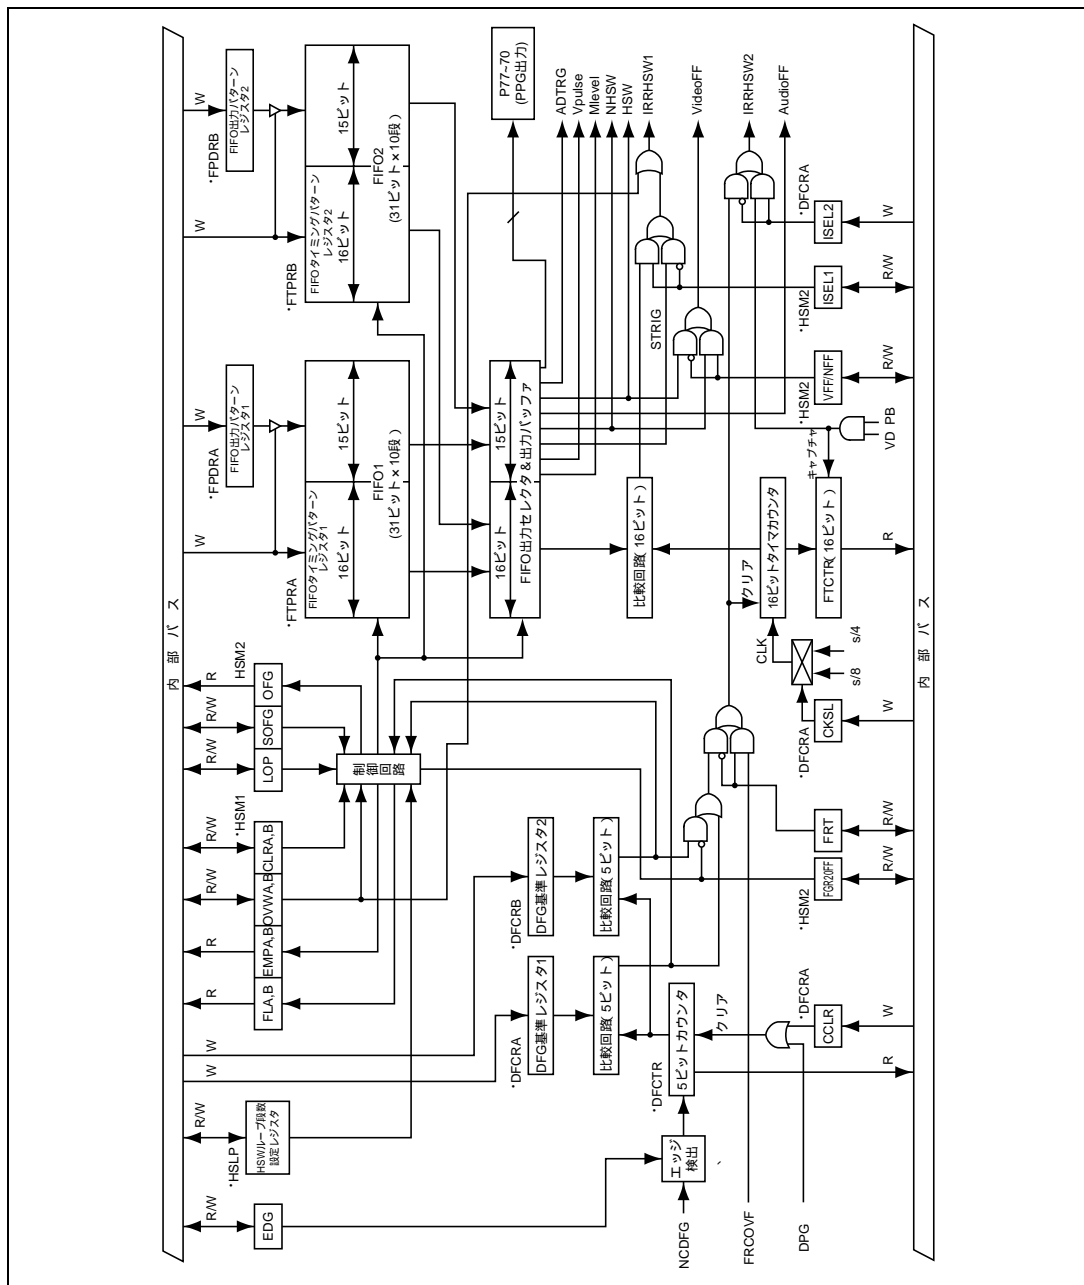 内部バス
R/W
EDG
R/W
・HSLP
HSWループ段数
設定レジスタ
W
W
R
FLA,B
R
EMPA,B
R/W
OVWA,B
R/W
CLRA,B
・HSM1
R/W
LOP
R/W
SOFG
R
OFG
HSM2
制御回路
W
・FTPRA
FIFOタイミングパターン
レジスタ1
16ビット
W
・FPDRA
FIFO出力パターン
レジスタ1
15ビット
FIFO1
(31ビット×10段)
W
・FTPRB
FIFOタイミングパターン
レジスタ2
16ビット
W
・FPDRB
FIFO出力パターン
レジスタ2
15ビット
FIFO2
(31ビット×10段)
16ビット
15ビット
FIFO出力セレクタ&出力バッファ
P77~70
(PPG出力)
ADTRG
Vpulse
Mlevel
NHSW
HSW
IRRHSW1
VideoFF
IRRHSW2
AudioFF
・DFCRA
DFG基準レジスタ1
・DFCRB
DFG基準レジスタ2
比較回路(5ビット)
比較回路(5ビット)
比較回路(16ビット)
STRIG
・DFCTR
5ビットカウンタ
クリア
エッジ
検出
、
NCDFG
FRCOVF
DPG
CCLR
・DFCRA
W
R
FGR20FF
・HSM2
R/W
FRT
R/W
CKSL
・DFCRA
W
s/8
s/4
CLK
クリア
16ビットタイマカウンタ
FTCTR(16ビット)
キャプチャ
R
VD
PB
VFF/NFF
・HSM2
R/W
ISEL1
・HSM2
R/W
ISEL2
・DFCRA
W
内部バス